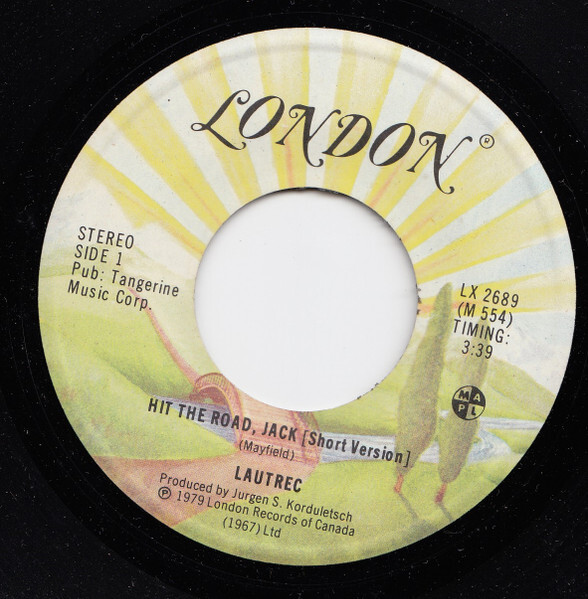 LONDON®
STEREO
SIDE 1
Pub: Tangerine
Music Corp.
LX 2689
(M 554)
TIMING:
3:39
M A
P L
HIT THE ROAD, JACK [Short Version]
(Mayfield)
LAUTREC
Produced by Jurgen S. Korduletsch
℗ 1979 London Records of Canada
(1967) Ltd